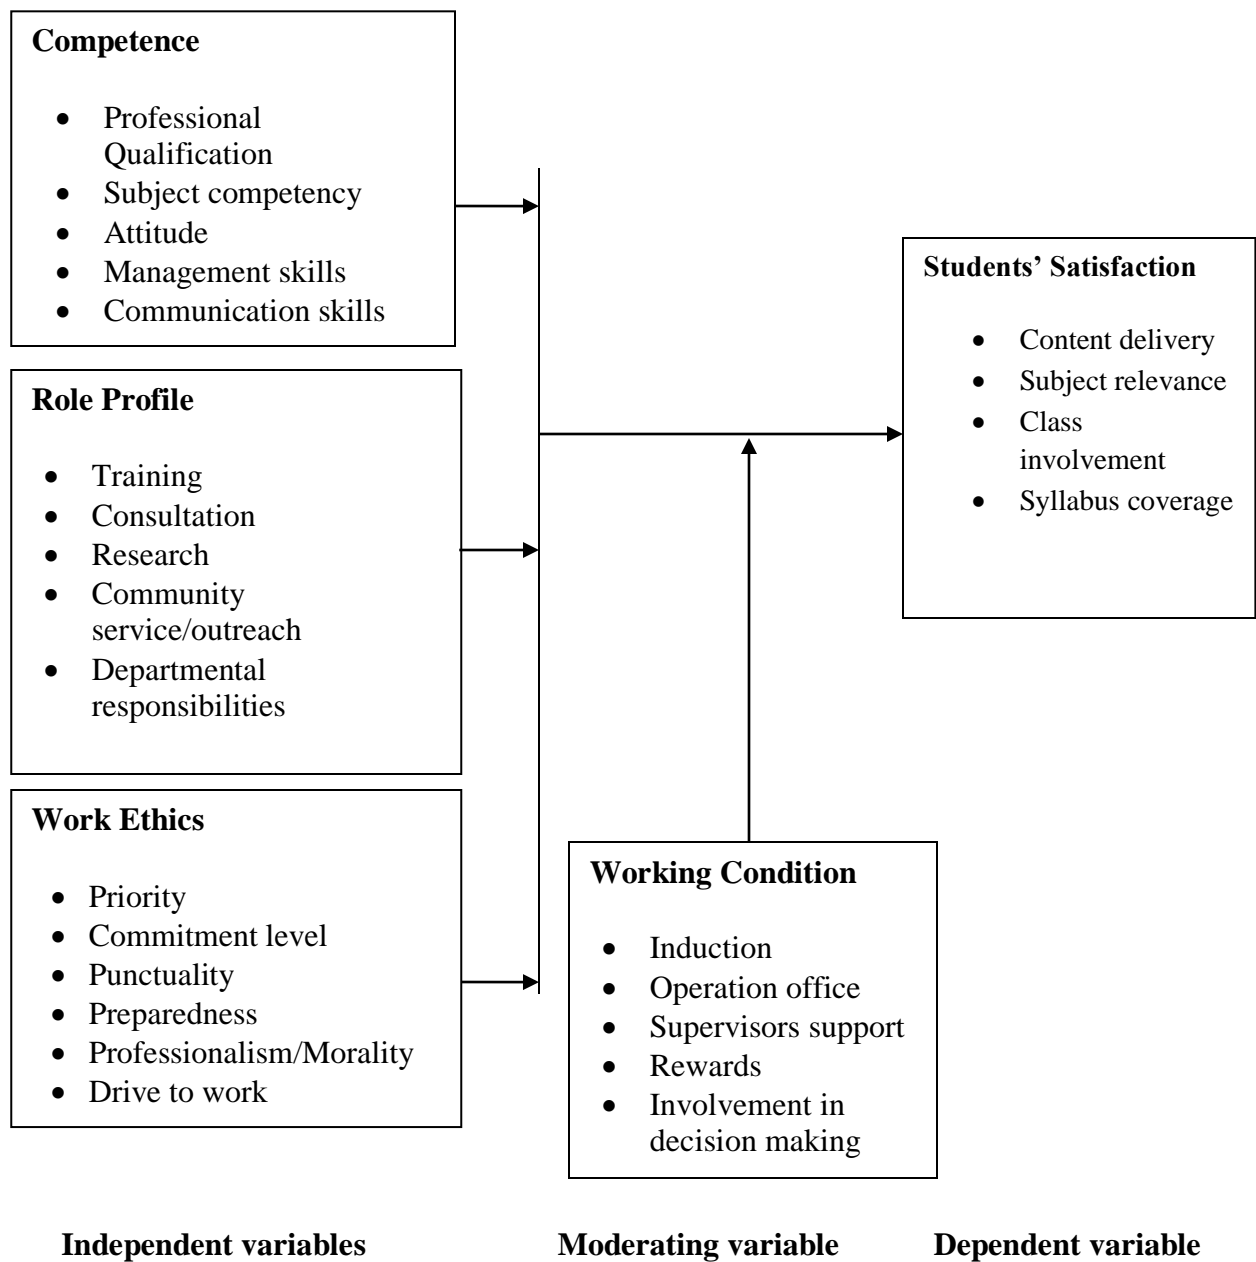 Competence
• Professional
Qualification
• Subject competency
• Attitude
• Management skills
• Communication skills
Role Profile
• Training
• Consultation
• Research
• Community
service/outreach
• Departmental
responsibilities
Work Ethics
• Priority
• Commitment level
• Punctuality
• Preparedness
• Professionalism/Morality
• Drive to work
Working Condition
• Induction
• Operation office
• Supervisors support
• Rewards
• Involvement in
decision making
Students’ Satisfaction
• Content delivery
• Subject relevance
• Class
involvement
• Syllabus coverage
Independent variables
Moderating variable
Dependent variable